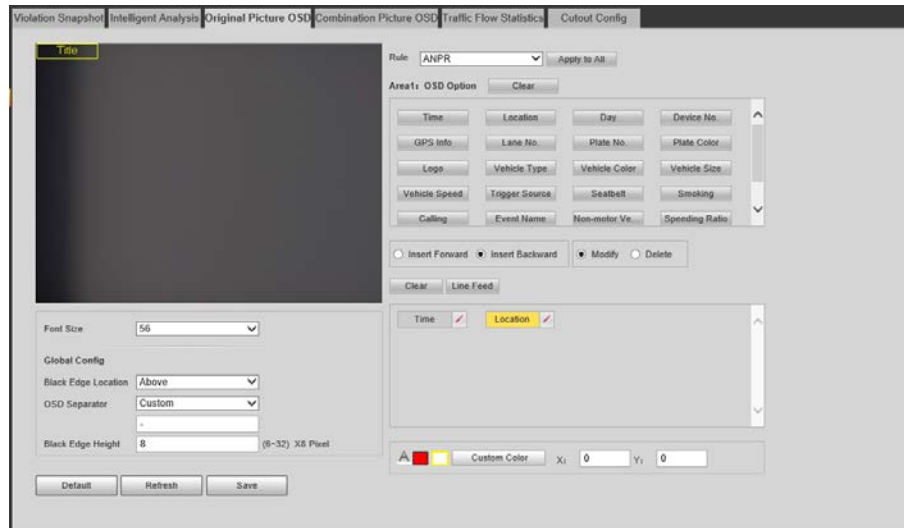 Violation Snapshot Intelligent Analysis Original Picture OSD Combination Picture OSD Traffic Flow Statistics Cutout Config
Title
Rule ANPR Apply to All
Area1: OSD Option Clear
Time Location Day Device No.
GPS Info Lane No. Plate No. Plate Color
Logo Vehicle Type Vehicle Color Vehicle Size
Vehicle Speed Trigger Source Seatbelt Smoking
Calling Event Name Non-motor Ve... Speeding Ratio
Insert Forward Insert Backward Modify Delete
Clear Line Feed
Time Location
Font Size 56
Global Config
Black Edge Location Above
OSD Separator Custom
Black Edge Height 8 (6~32) X8 Pixel
A Custom Color X: 0 Y: 0
Default Refresh Save